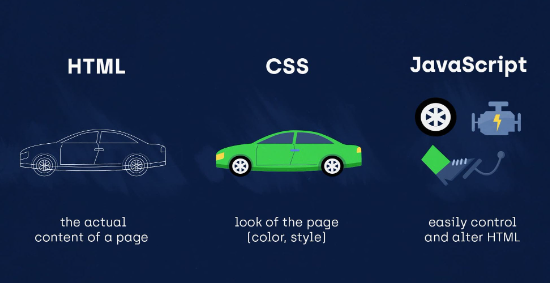 HTML
the actual
content of a page
CSS
look of the page
[color, style]
JavaScript
easily control
and alter HTML